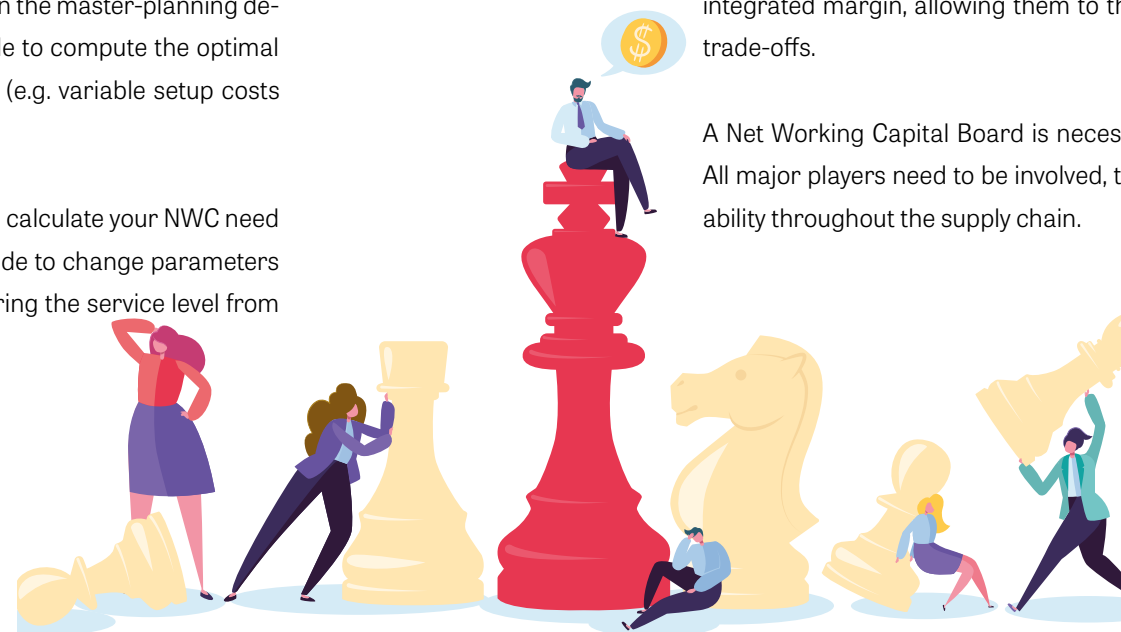 n the master-planning de-
le to compute the optimal
(e.g. variable setup costs
calculate your NWC need
de to change parameters
ring the service level from
$
integrated margin, allowing them to th
trade-offs.
A Net Working Capital Board is neces
All major players need to be involved, t
ability throughout the supply chain.